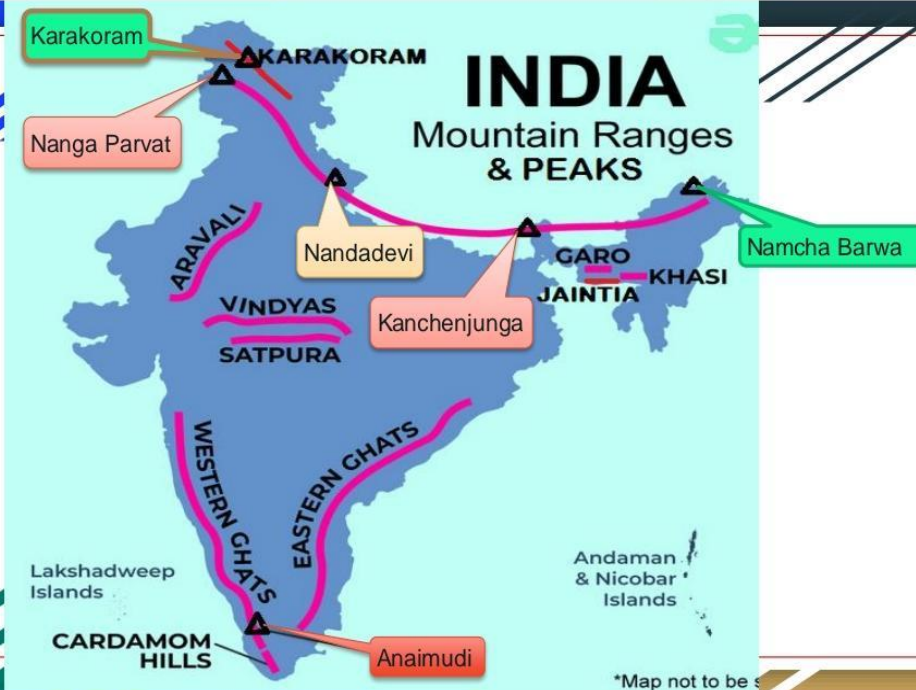 Karakoram
KARAKORAM
INDIA
Mountain Ranges
& PEAKS
Nanga Parvat
ARAVALI
Nandadevi
Namcha Barwa
GARO
KHASI
JAINTIA
VINDYAS
Kanchenjunga
SATPURA
WESTERN GHATS
EASTERN GHATS
Lakshadweep
Islands
Andaman
& Nicobar
Islands
CARDAMOM
HILLS
Anaimudi
*Map not to be s